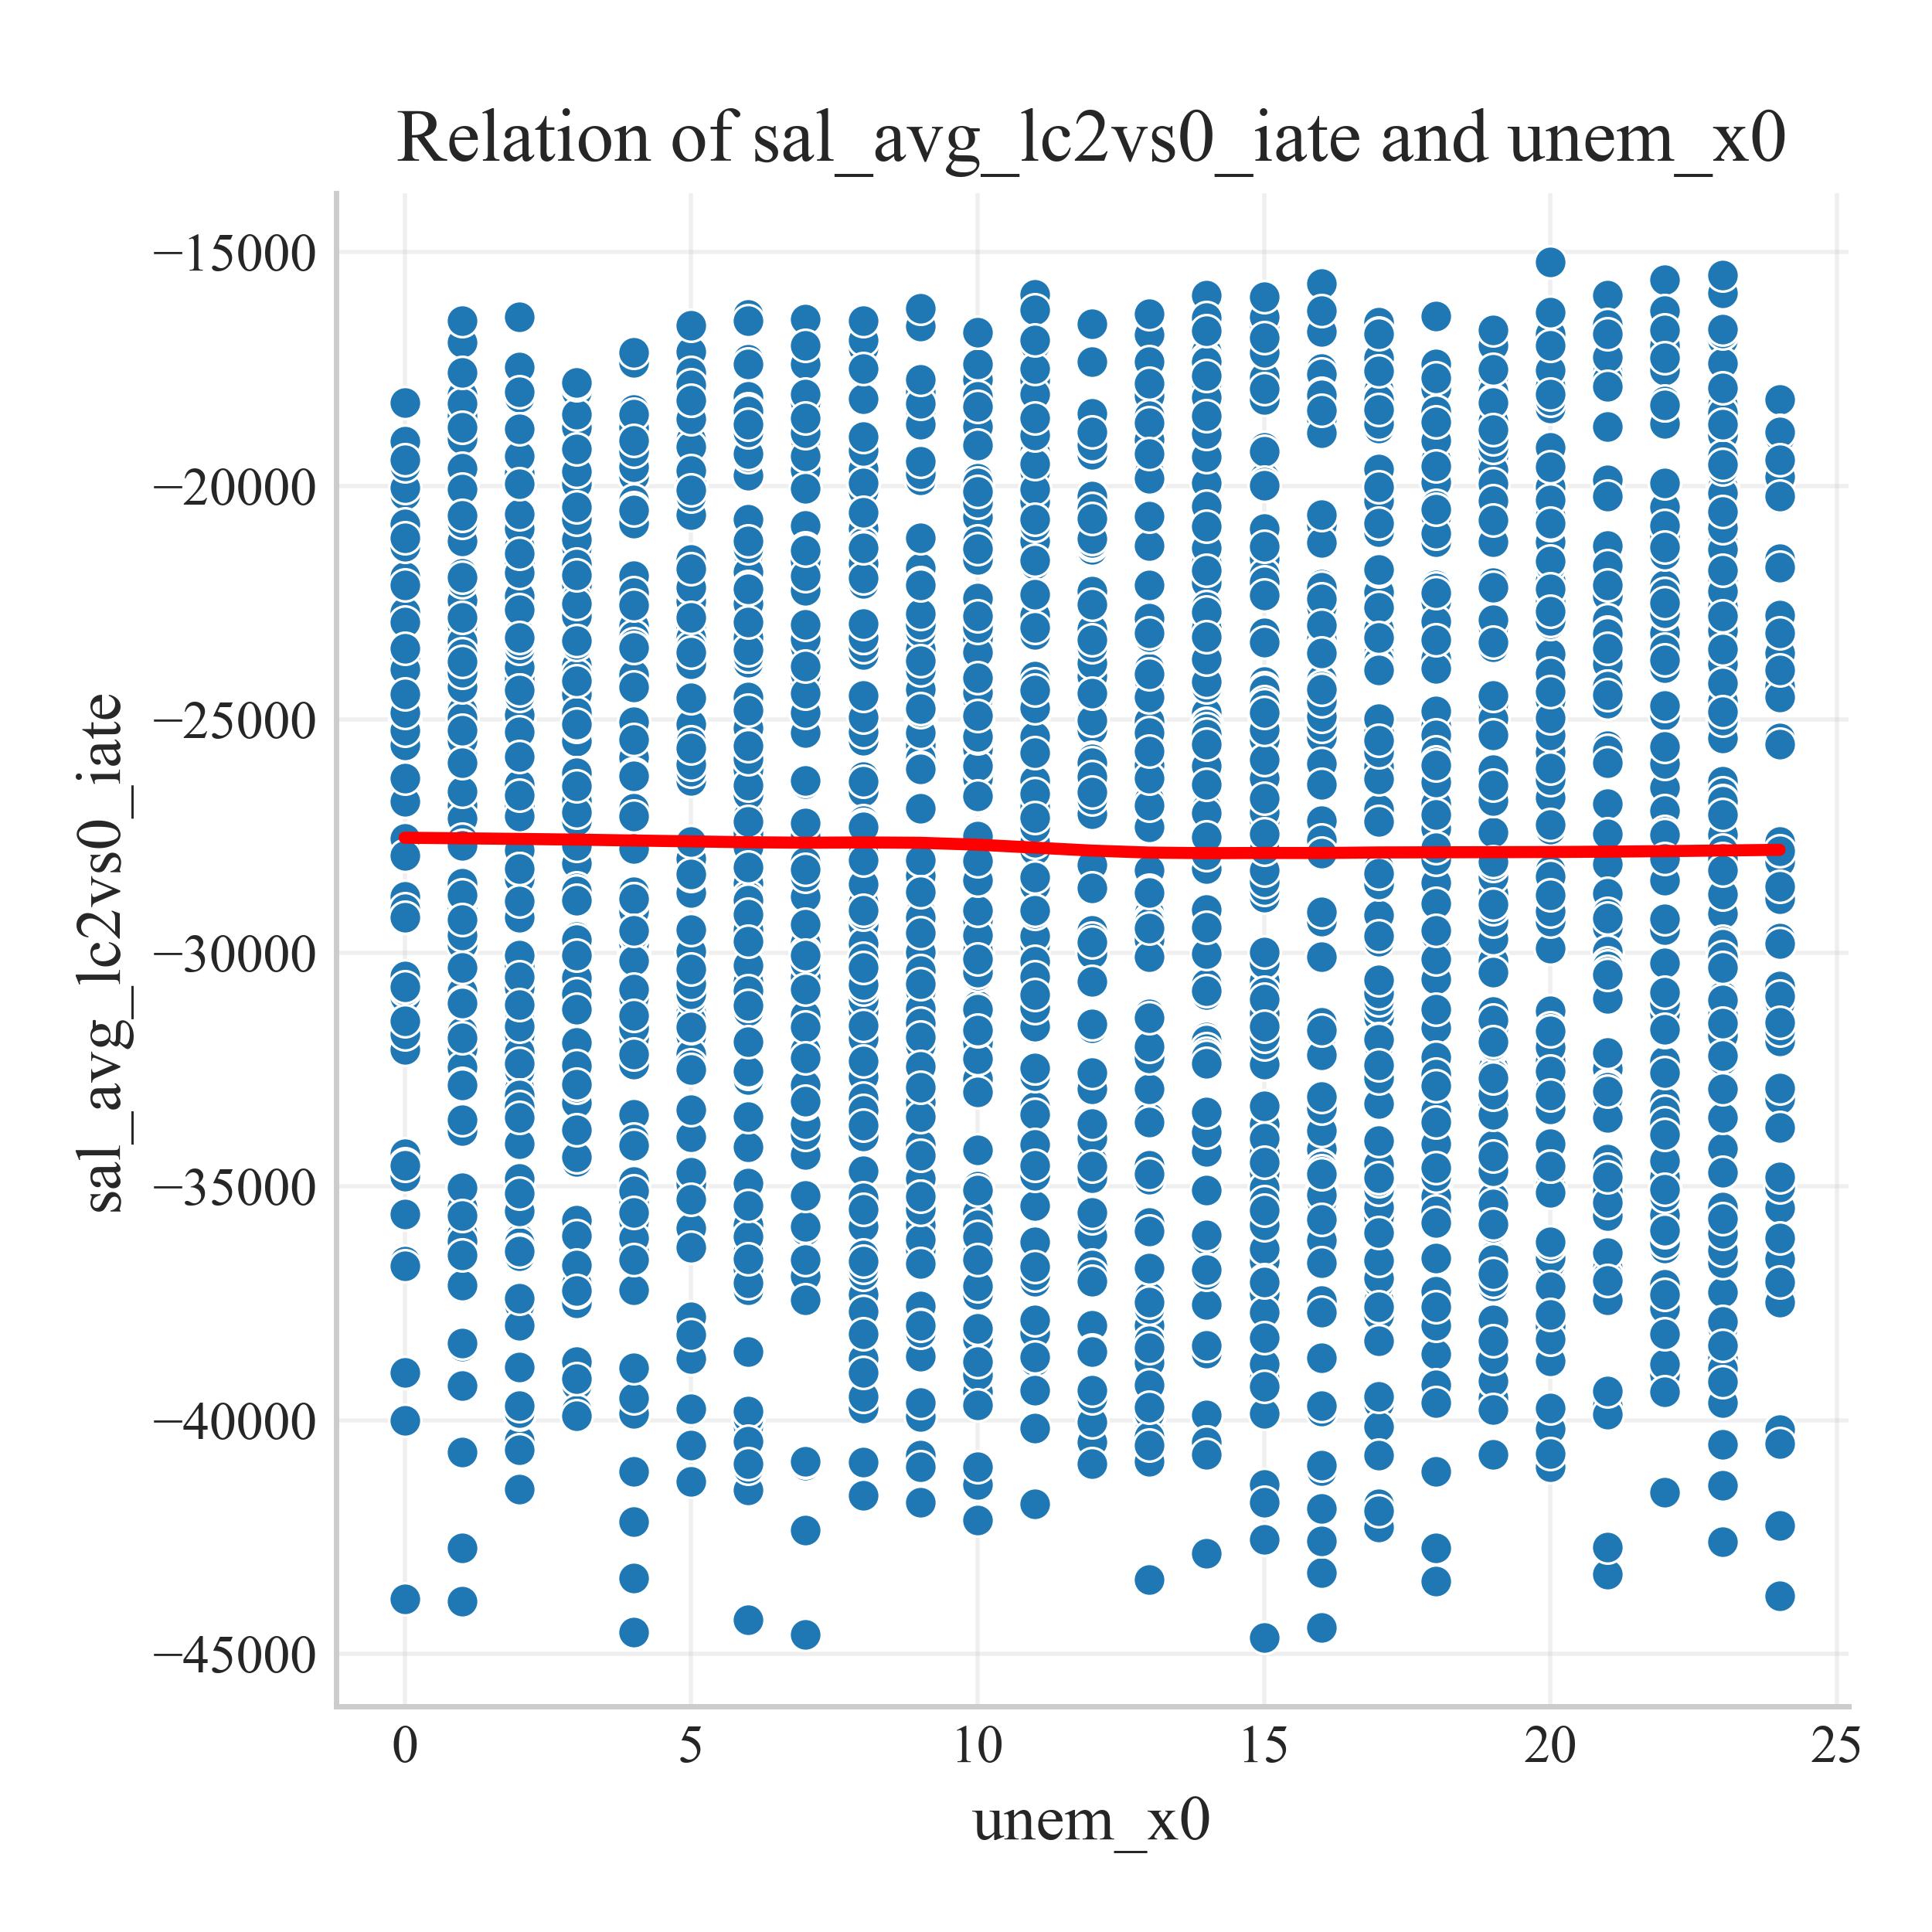 Relation of sal_avg_lc2vs0_iate and unem_x0
sal_avg_lc2vs0_iate
−15000
−20000
−25000
−30000
−35000
−40000
−45000
0 5 10 15 20 25
unem_x0